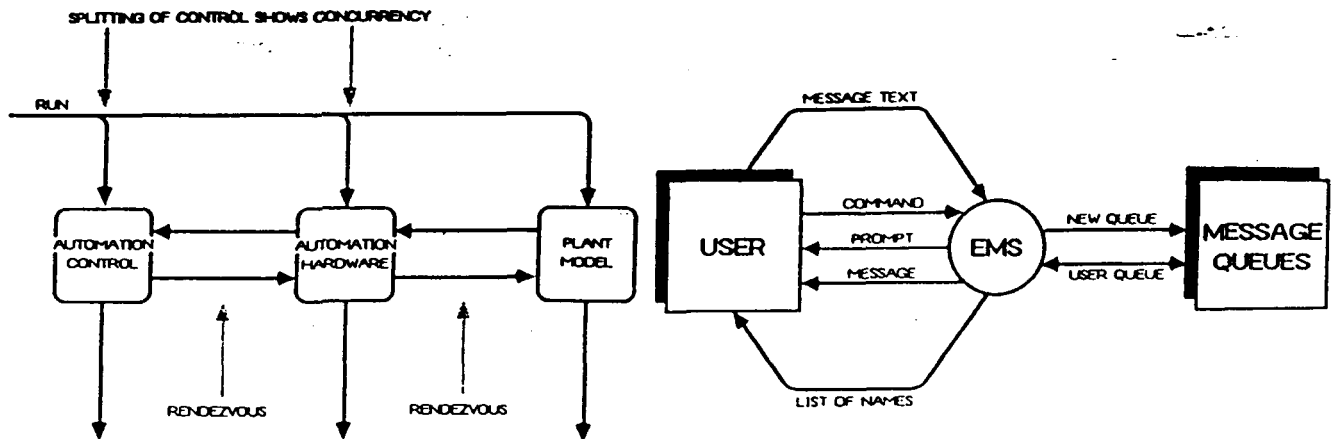 SPLITTING OF CONTROL SHOWS CONCURRENCY
RUN
AUTOMATION
CONTROL
AUTOMATION
HARDWARE
PLANT
MODEL
RENDEZVOUS
RENDEZVOUS
MESSAGE TEXT
USER
COMMAND
PROMPT
MESSAGE
EMS
NEW QUEUE
USER QUEUE
MESSAGE
QUEUES
LIST OF NAMES